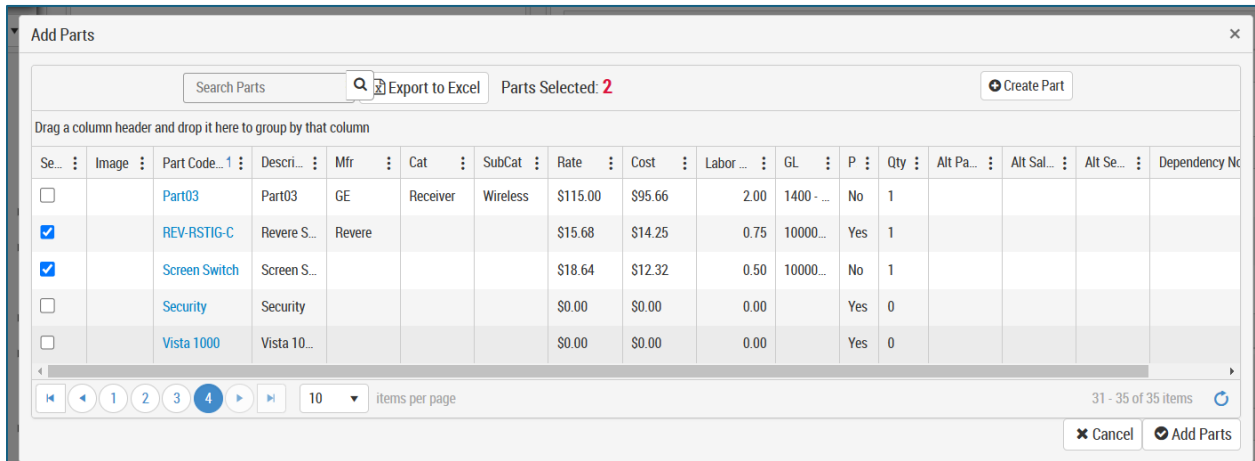 Add Parts
Search Parts Export to Excel Parts Selected: 2 Create Part
Drag a column header and drop it here to group by that column
Se... Image Part Code... 1 Descri... Mfr Cat SubCat Rate Cost Labor ... GL P Qty Alt Pa... Alt Sal... Alt Se... Dependency No
Part03 Part03 GE Receiver Wireless $115.00 $95.66 2.00 1400 - ... No 1
REV-RSTIG-C Revere S... Revere $15.68 $14.25 0.75 10000... Yes 1
Screen Switch Screen S... $18.64 $12.32 0.50 10000... No 1
Security Security $0.00 $0.00 0.00 Yes 0
Vista 1000 Vista 10... $0.00 $0.00 0.00 Yes 0
1 2 3 4 10 items per page 31 - 35 of 35 items
Cancel Add Parts